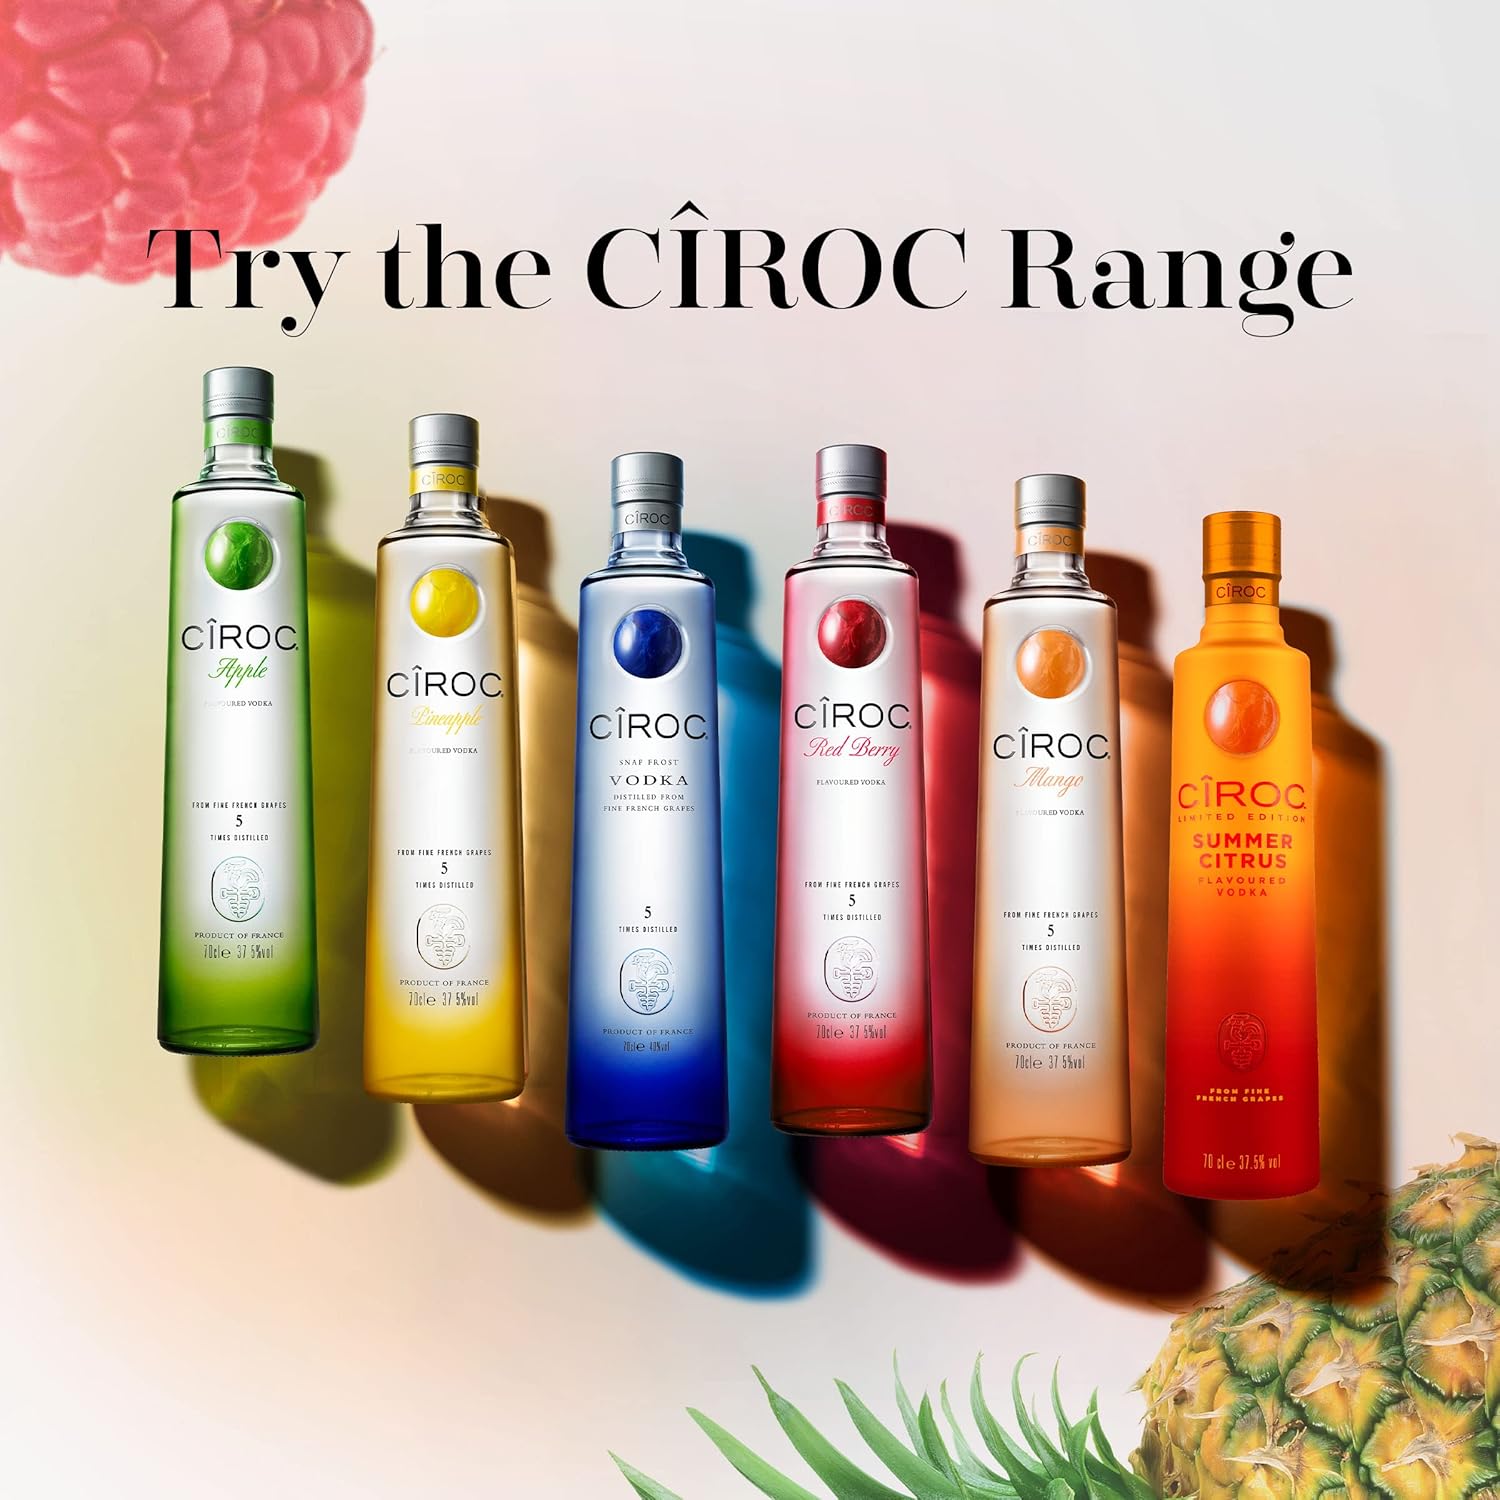 Try the CÎROC Range
CÎROC
CÎROC
Apple
FLAVOURED VODKA
FROM FINE FRENCH GRAPES
5
TIMES DISTILLED
PRODUCT OF FRANCE
70cl e 37.5%vol
CÎROC
CÎROC
Pineapple
FLAVOURED VODKA
FROM FINE FRENCH GRAPES
5
TIMES DISTILLED
PRODUCT OF FRANCE
70cl e 37.5%vol
CÎROC
CÎROC
SNAP FROST
VODKA
DISTILLED FROM
FINE FRENCH GRAPES
5
TIMES DISTILLED
PRODUCT OF FRANCE
70cl e 40%vol
CÎROC
CÎROC
Red Berry
FLAVOURED VODKA
FROM FINE FRENCH GRAPES
5
TIMES DISTILLED
PRODUCT OF FRANCE
70cl e 37.5%vol
CÎROC
CÎROC
Mango
FLAVOURED VODKA
FROM FINE FRENCH GRAPES
5
TIMES DISTILLED
PRODUCT OF FRANCE
70cl e 37.5%vol
CÎROC
CÎROC
LIMITED EDITION
SUMMER
CITRUS
FLAVOURED
VODKA
FROM FINE
FRENCH GRAPES
70 cl e 37.5% vol